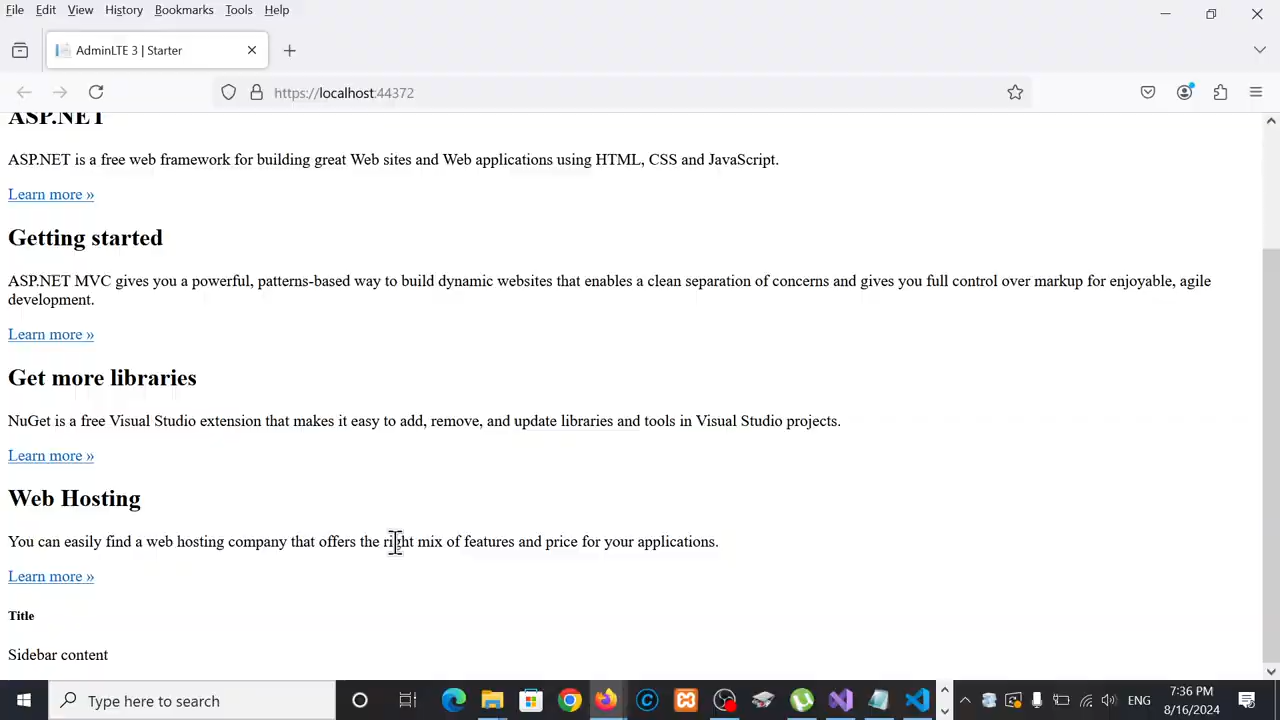 File Edit View History Bookmarks Tools Help
AdminLTE 3 | Starter
https://localhost:44372
ASP.NET
ASP.NET is a free web framework for building great Web sites and Web applications using HTML, CSS and JavaScript.
Learn more »
Getting started
ASP.NET MVC gives you a powerful, patterns-based way to build dynamic websites that enables a clean separation of concerns and gives you full control over markup for enjoyable, agile
development.
Learn more »
Get more libraries
NuGet is a free Visual Studio extension that makes it easy to add, remove, and update libraries and tools in Visual Studio projects.
Learn more »
Web Hosting
You can easily find a web hosting company that offers the right mix of features and price for your applications.
Learn more »
Title
Sidebar content
Type here to search
ENG
7:36 PM
8/16/2024